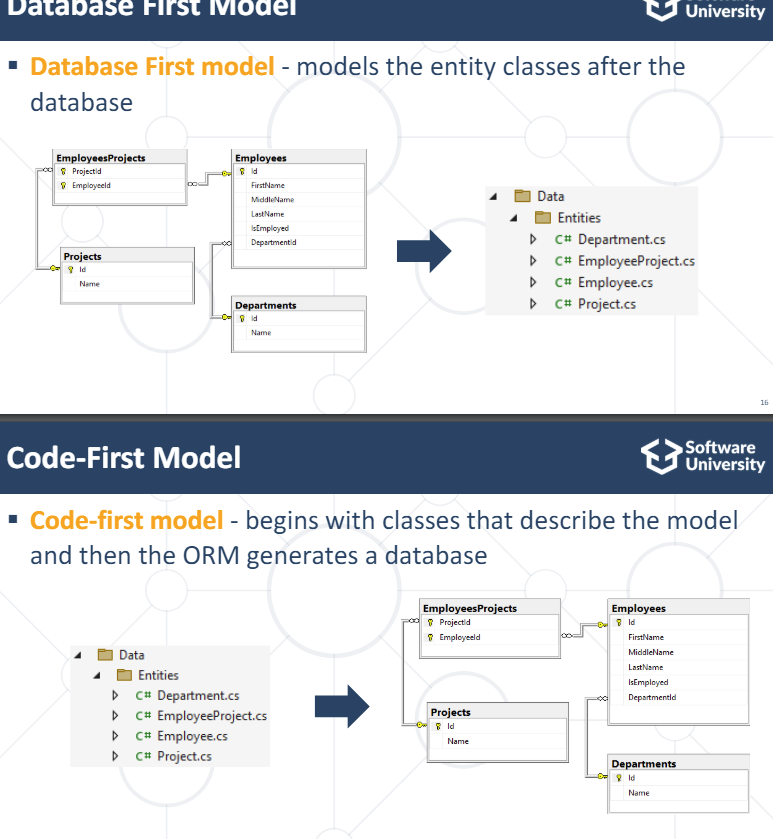 Database First Model
University
▪ Database First model - models the entity classes after the
database
EmployeesProjects
ProjectId
EmployeeId
Employees
Id
FirstName
MiddleName
LastName
IsEmployed
DepartmentId
Projects
Id
Name
Departments
Id
Name
Data
Entities
C# Department.cs
C# EmployeeProject.cs
C# Employee.cs
C# Project.cs
16
Code-First Model
Software
University
▪ Code-first model - begins with classes that describe the model
and then the ORM generates a database
Data
Entities
C# Department.cs
C# EmployeeProject.cs
C# Employee.cs
C# Project.cs
EmployeesProjects
ProjectId
EmployeeId
Employees
Id
FirstName
MiddleName
LastName
IsEmployed
DepartmentId
Projects
Id
Name
Departments
Id
Name